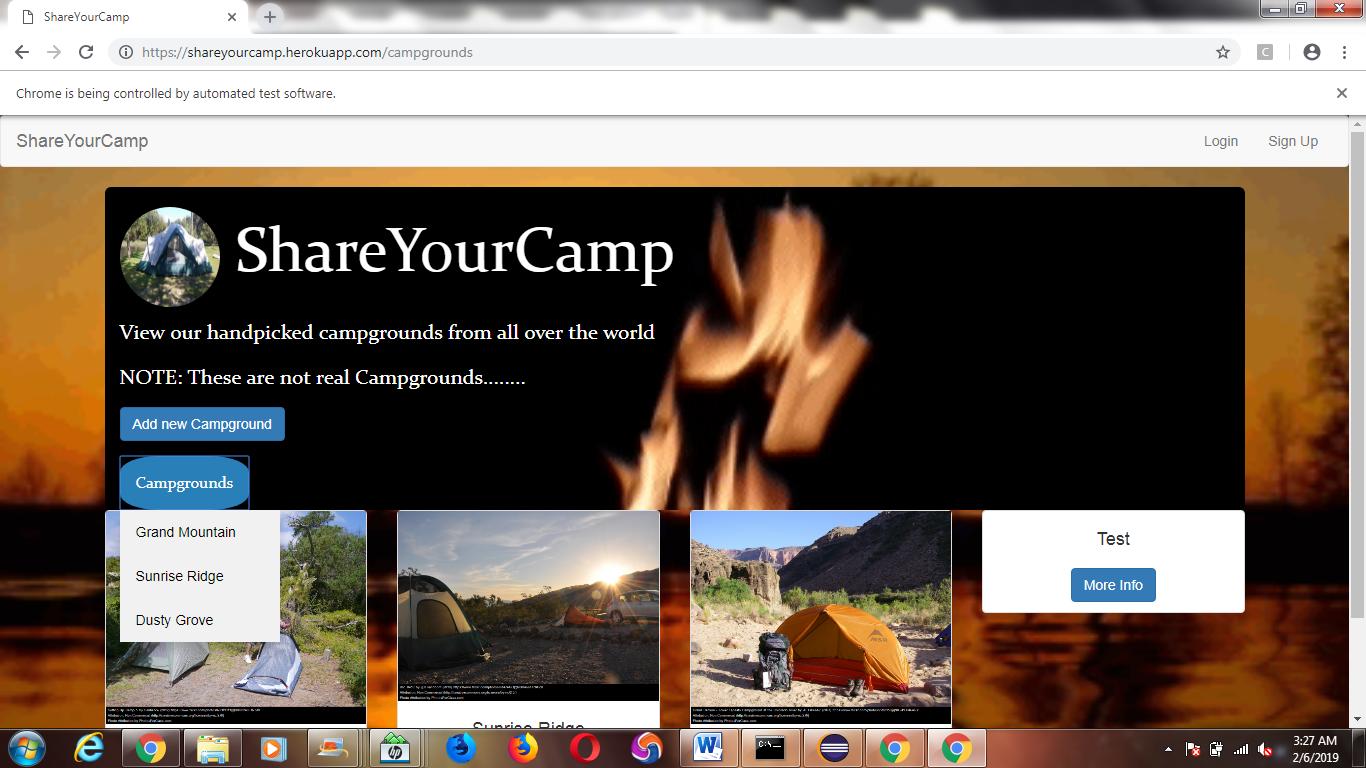 ShareYourCamp
https://shareyourcamp.herokuapp.com/campgrounds
C
Chrome is being controlled by automated test software.
ShareYourCamp
Login
Sign Up
ShareYourCamp
View our handpicked campgrounds from all over the world
NOTE: These are not real Campgrounds........
Add new Campground
Campgrounds
Grand Mountain
Sunrise Ridge
Dusty Grove
Test
More Info
Sunrise Ridge
hp
W
C:\
3:27 AM
2/6/2019